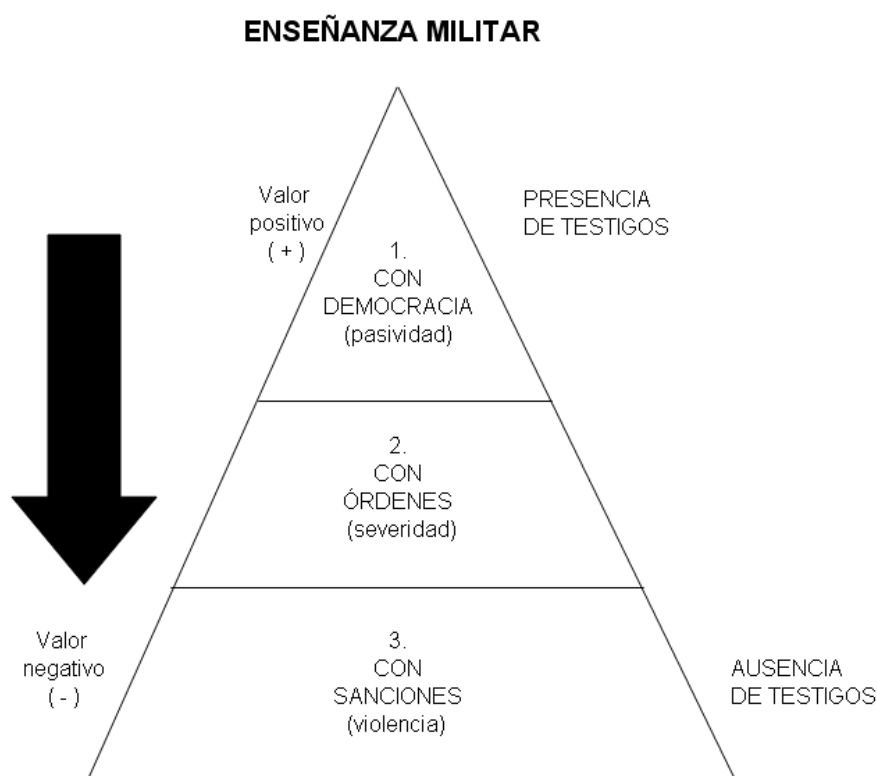 ENSEÑANZA MILITAR
Valor
positivo
( + )
PRESENCIA
DE TESTIGOS
1.
CON
DEMOCRACIA
(pasividad)
2.
CON
ÓRDENES
(severidad)
Valor
negativo
( - )
3.
CON
SANCIONES
(violencia)
AUSENCIA
DE TESTIGOS